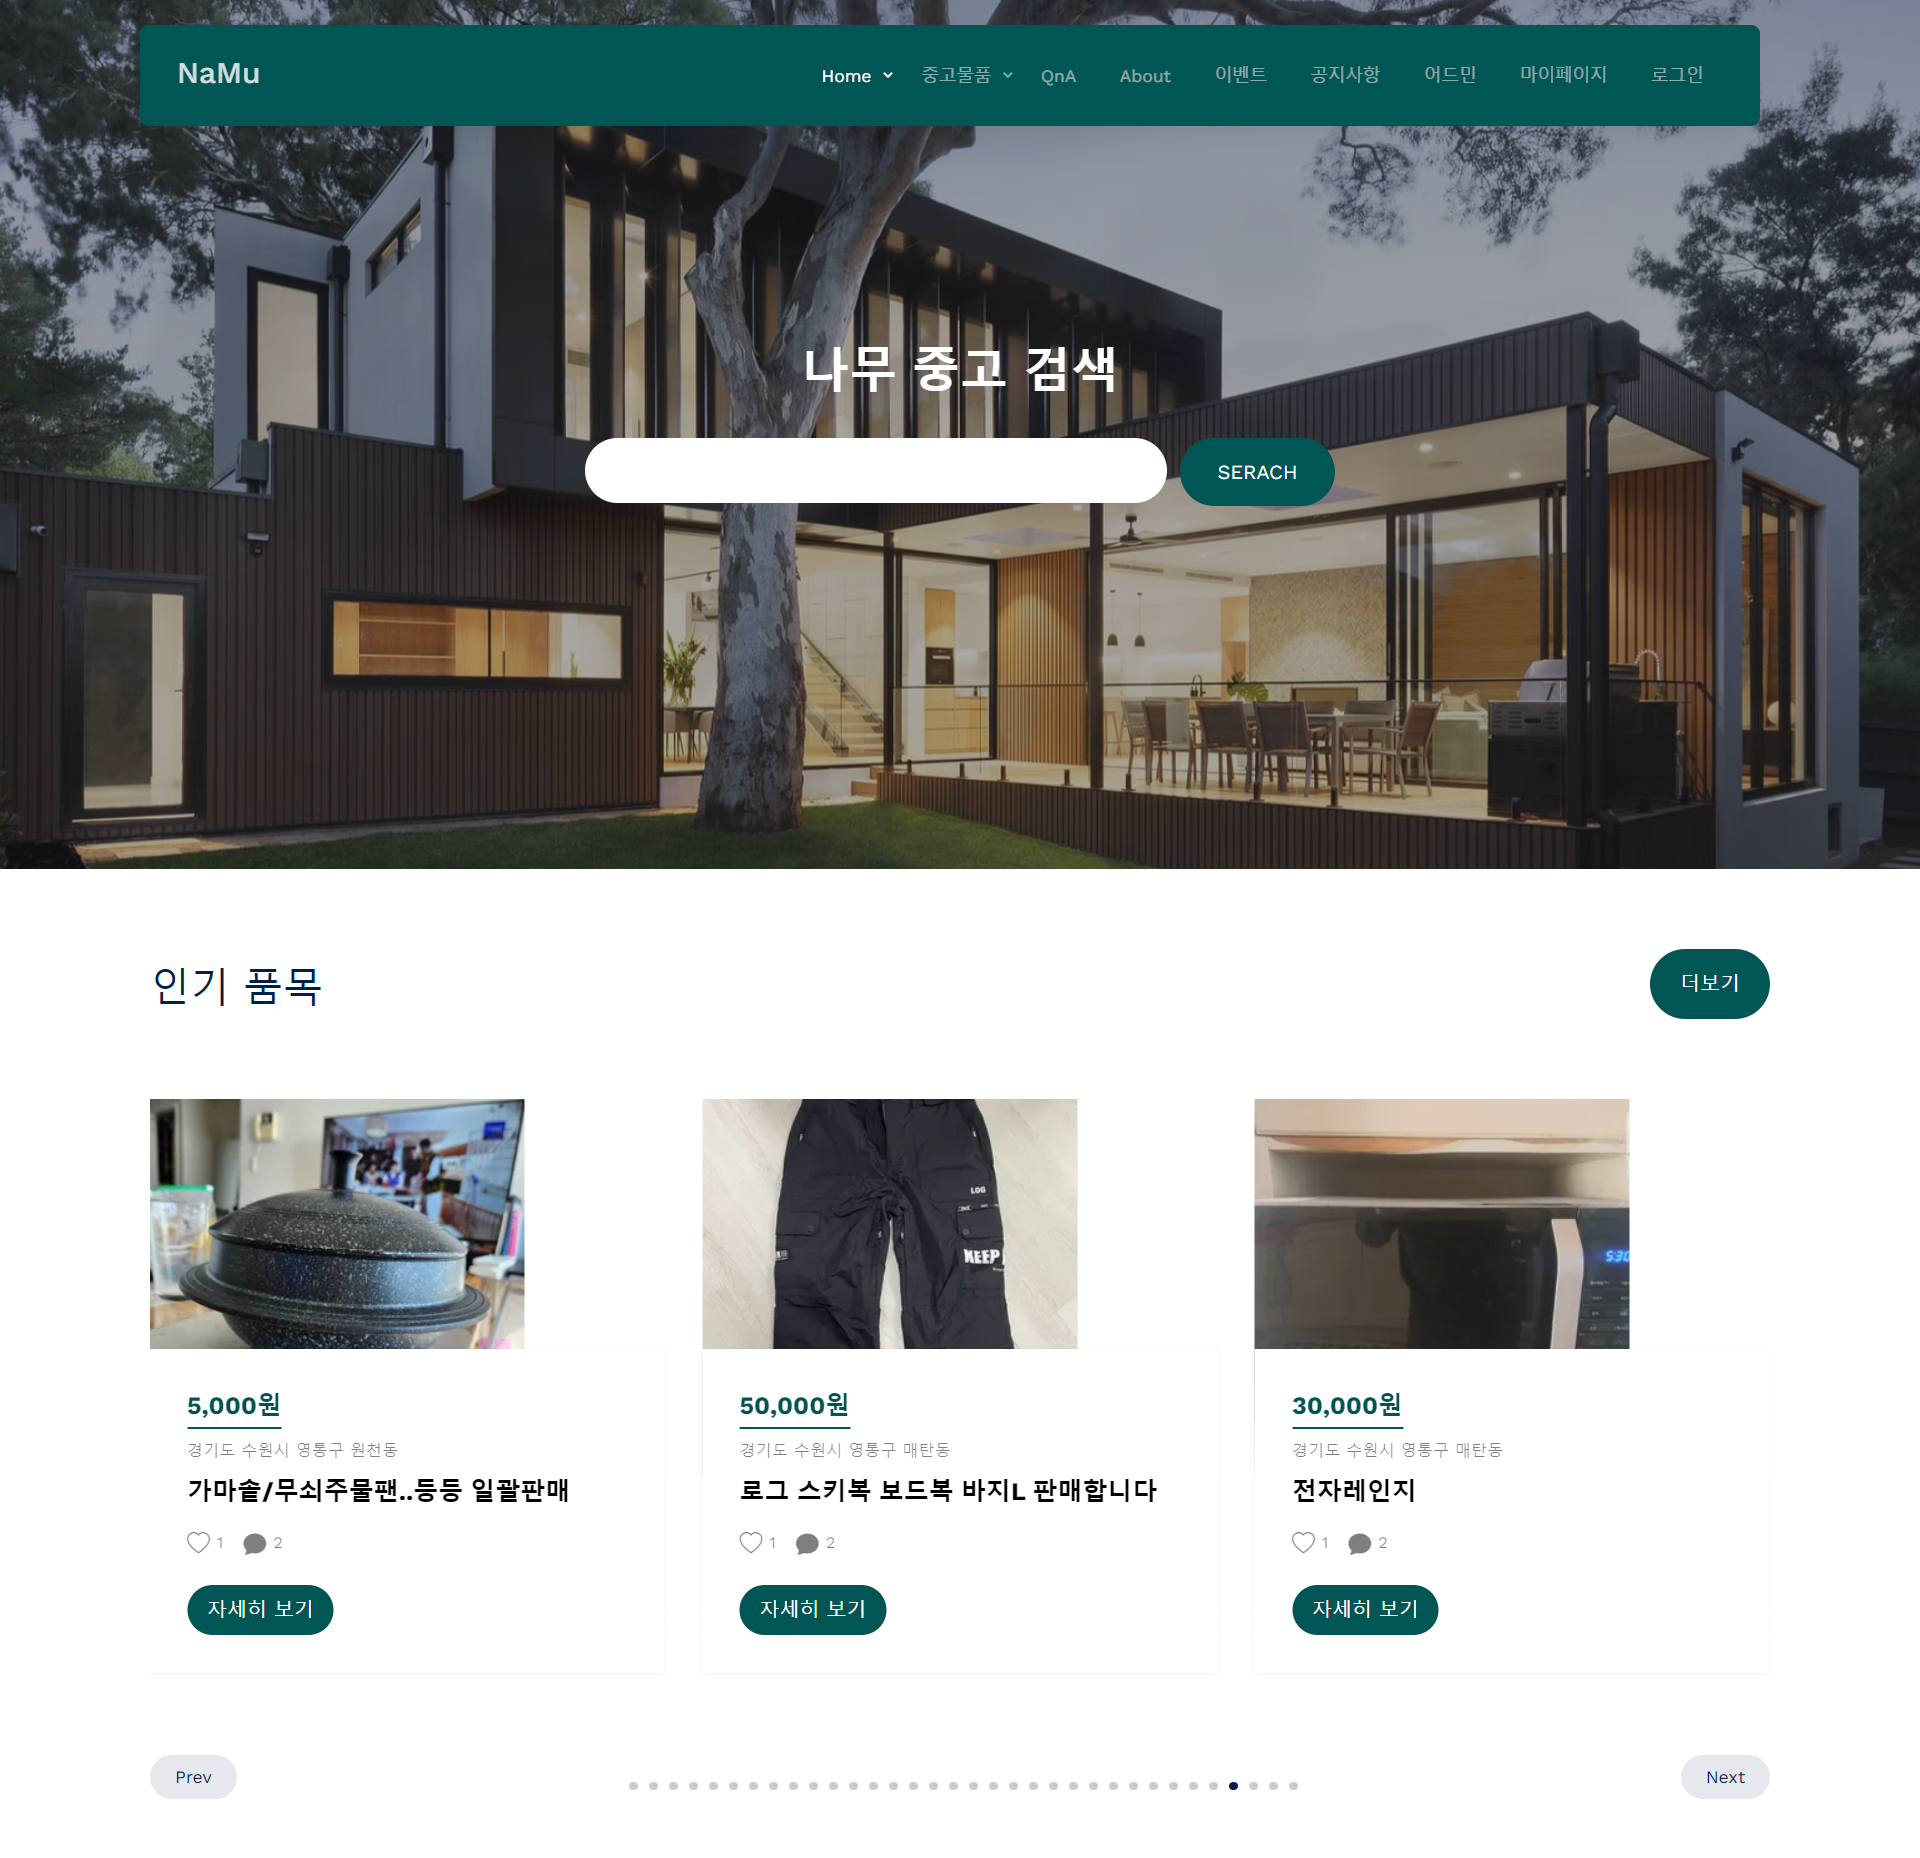 NaMu
Home 중고물품 QnA About 이벤트 공지사항 어드민 마이페이지 로그인
나무 중고 검색
SERACH
인기 품목
더보기
LOG
KEEP
530
5,000원
경기도 수원시 영통구 원천동
가마솥/무쇠주물팬..등등 일괄판매
1 2
자세히 보기
50,000원
경기도 수원시 영통구 매탄동
로그 스키복 보드복 바지L 판매합니다
1 2
자세히 보기
30,000원
경기도 수원시 영통구 매탄동
전자레인지
1 2
자세히 보기
Prev
Next